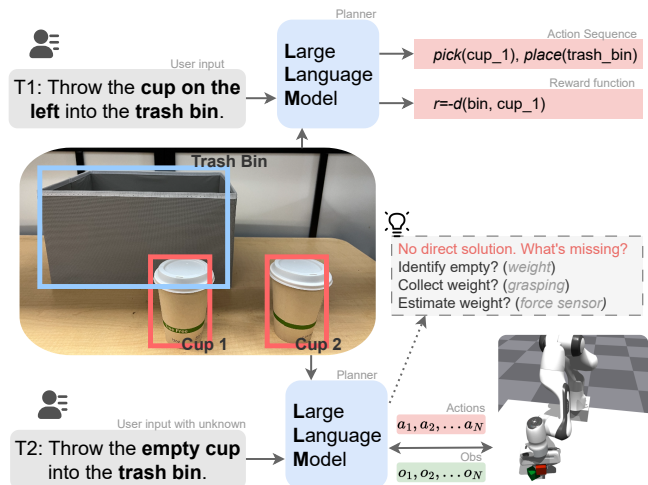 Planner
User input
T1: Throw the cup on the
left into the trash bin.
Large
Language
Model
Action Sequence
pick(cup_1), place(trash_bin)
Reward function
r=-d(bin, cup_1)
Trash Bin
Cup 1
Cup 2
No direct solution. What's missing?
Identify empty? (weight)
Collect weight? (grasping)
Estimate weight? (force sensor)
Planner
User input with unknown
T2: Throw the empty cup
into the trash bin.
Large
Language
Model
Actions
a₁, a₂, . . . a_N
Obs
o₁, o₂, . . . o_N